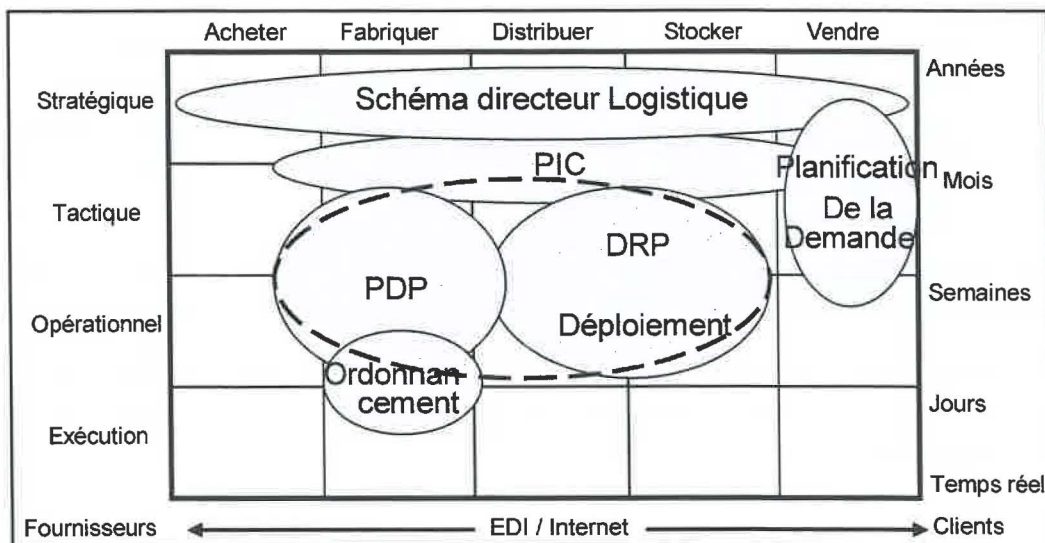 Acheter Fabriquer Distribuer Stocker Vendre
Années
Stratégique
Schéma directeur Logistique
PIC
Planification
Mois
Tactique
De la
Demande
DRP
PDP
Semaines
Opérationnel
Déploiement
Ordonnan
cement
Jours
Exécution
Temps réel
Fournisseurs EDI / Internet Clients